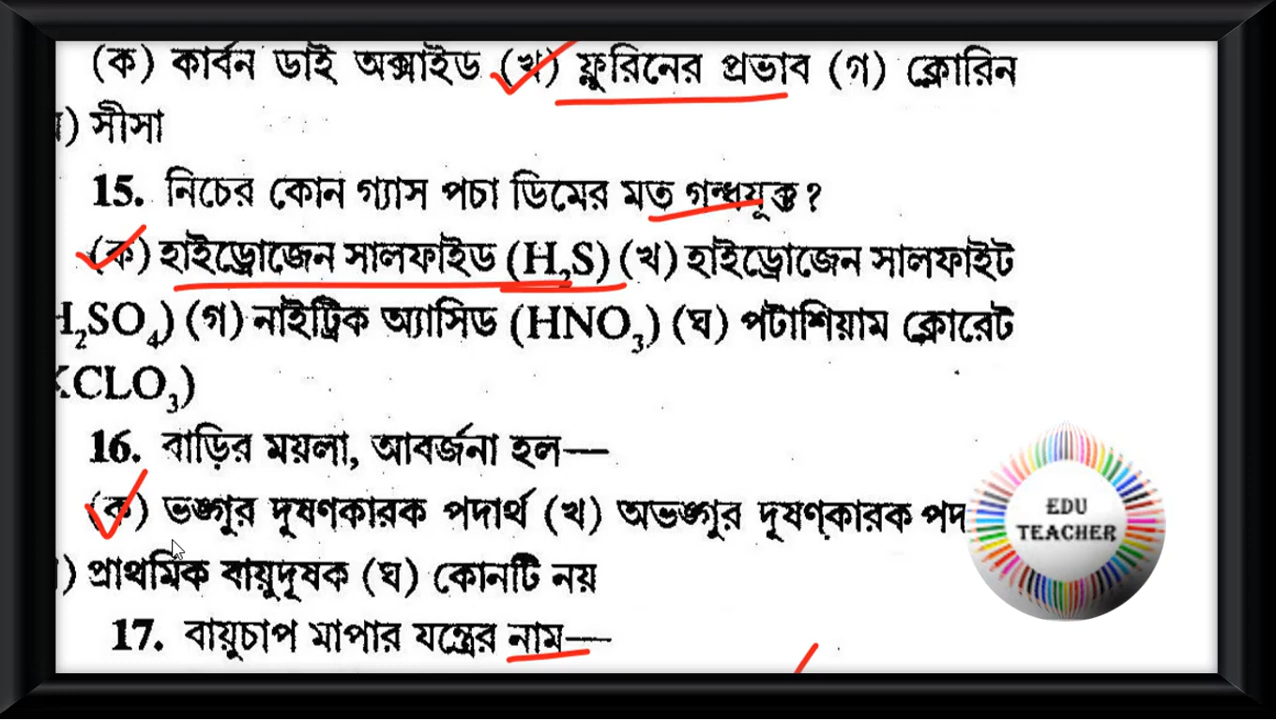 (ক) কার্বন ডাই অক্সাইড (খ) ফ্লুরিনের প্রভাব (গ) ক্লোরিন
) সীসা
15. নিচের কোন গ্যাস পচা ডিমের মত গন্ধযুক্ত?
(ক) হাইড্রোজেন সালফাইড (H₂S) (খ) হাইড্রোজেন সালফাইট
H₂SO₄) (গ) নাইট্রিক অ্যাসিড (HNO₃) (ঘ) পটাশিয়াম ক্লোরেট
KCLO₃)
16. বাড়ির ময়লা, আবর্জনা হল—
(ক) ভঙ্গুর দূষণকারক পদার্থ (খ) অভঙ্গুর দূষণকারক পদ
) প্রাথমিক বায়ুদূষক (ঘ) কোনটি নয়
17. বায়ুচাপ মাপার যন্ত্রের নাম—
EDU
TEACHER